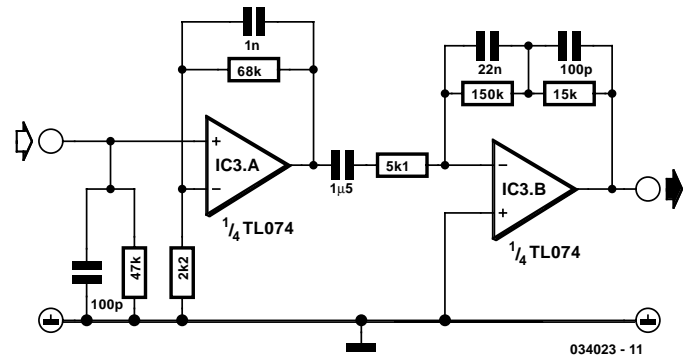 1n
68k
22n
100p
150k
15k
+
IC3.A
−
1µ5
5k1
−
IC3.B
+
1/4 TL074
1/4 TL074
100p
47k
2k2
034023 - 11